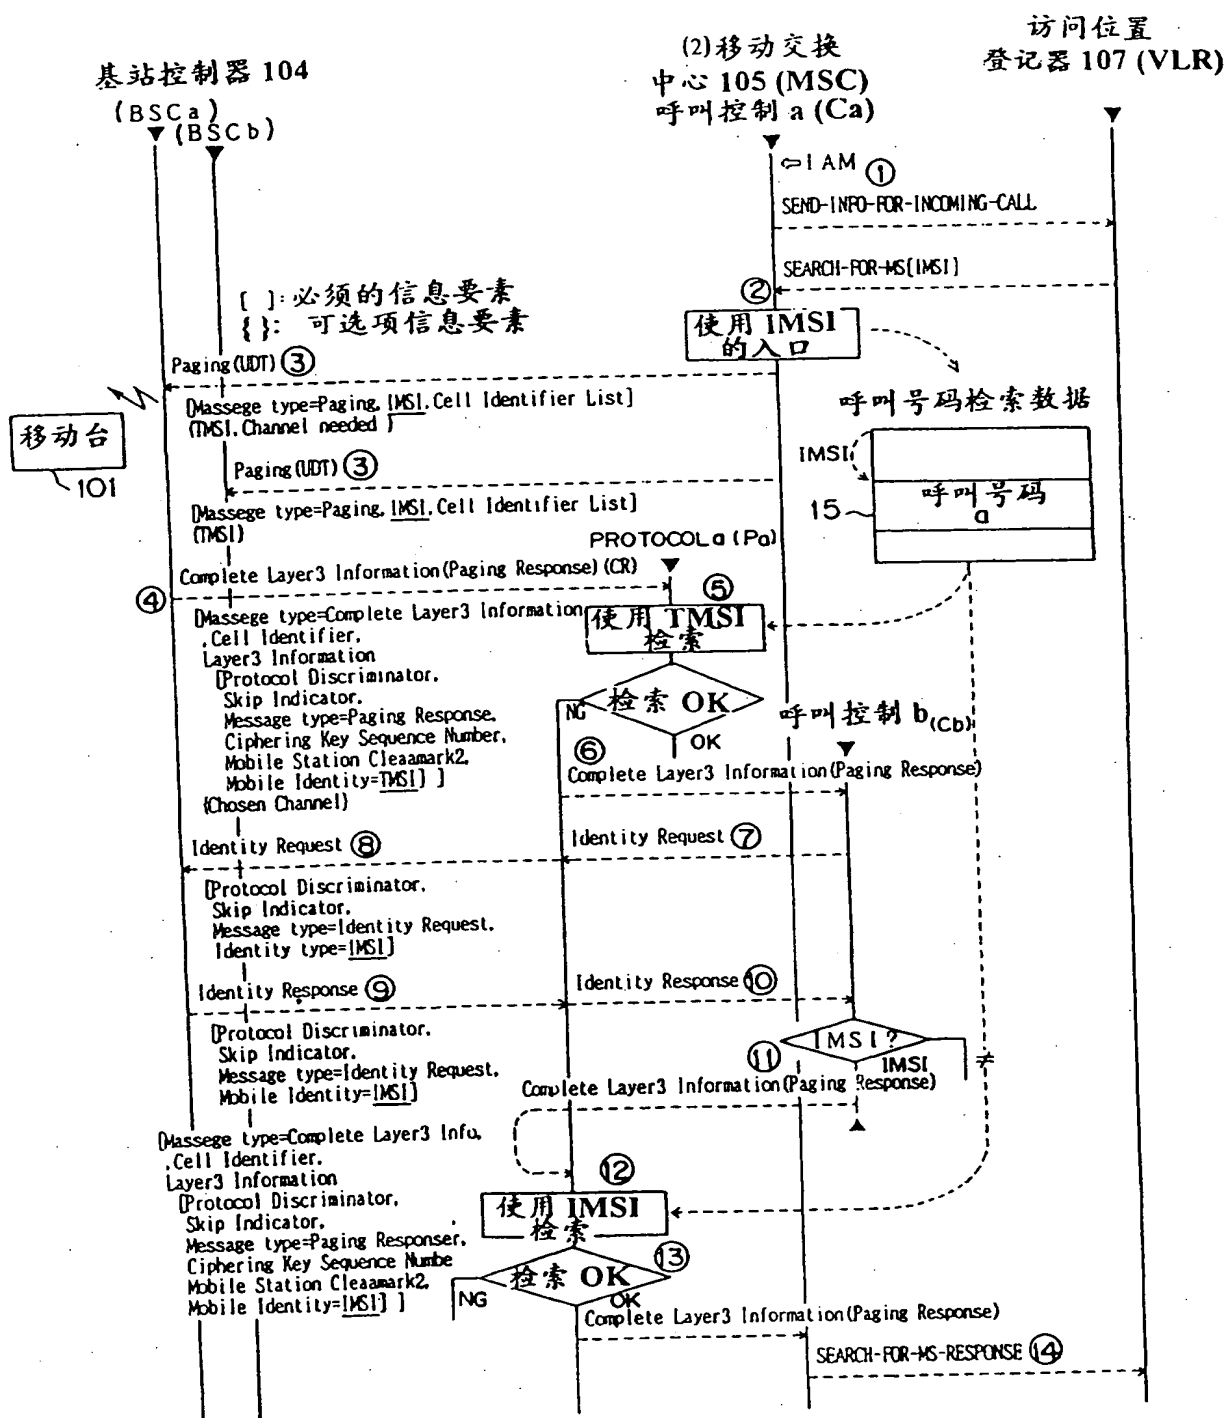 访问位置
登记器 107 (VLR)
(2)移动交换
中心 105 (MSC)
呼叫控制 a (Ca)
基站控制器 104
(BSCa)
(BSCb)
⇦IAM ①
SEND-INFO-FOR-INCOMING-CALL
SEARCH-FOR-MS[IMSI]
②
[ ]: 必须的信息要素
{ }: 可选项信息要素
使用 IMSI
的入口
Paging(UDT) ③
[Massege type=Paging, IMSI, Cell Identifier List]
{TMSI, Channel needed }
移动台
101
呼叫号码检索数据
IMSI
呼叫号码
a
15
Paging(UDT) ③
[Massege type=Paging, IMSI, Cell Identifier List]
{TMSI}
PROTOCOLa (Pa)
Complete Layer3 Information(Paging Response)(CR)
④
⑤
[Massege type=Complete Layer3 Information
,Cell Identifier,
Layer3 Information
[Protocol Discriminator,
Skip Indicator,
Message type=Paging Response,
Ciphering Key Sequence Number,
Mobile Station Cleaamark2,
Mobile Identity=TMSI] ]
{Chosen Channel}
使用 TMSI
检索
检索 OK
NG
OK
呼叫控制 b (Cb)
⑥
Complete Layer3 Information(Paging Response)
Identity Request ⑦
Identity Request ⑧
[Protocol Discriminator,
Skip Indicator,
Message type=Identity Request,
Identity type=IMSI]
Identity Response ⑨
Identity Response ⑩
[Protocol Discriminator,
Skip Indicator,
Message type=Identity Request,
Mobile Identity=IMSI]
IMSI?
⑪
IMSI
≠
Complete Layer3 Information(Paging Response)
[Massege type=Complete Layer3 Info,
,Cell Identifier,
Layer3 Information
[Protocol Discriminator,
Skip Indicator,
Message type=Paging Responser,
Ciphering Key Sequence Numbe
Mobile Station Cleaamark2,
Mobile Identity=IMSI] ]
⑫
使用 IMSI
检索
⑬
检索 OK
NG
OK
Complete Layer3 Information(Paging Response)
SEARCH-FOR-MS-RESPONSE ⑭